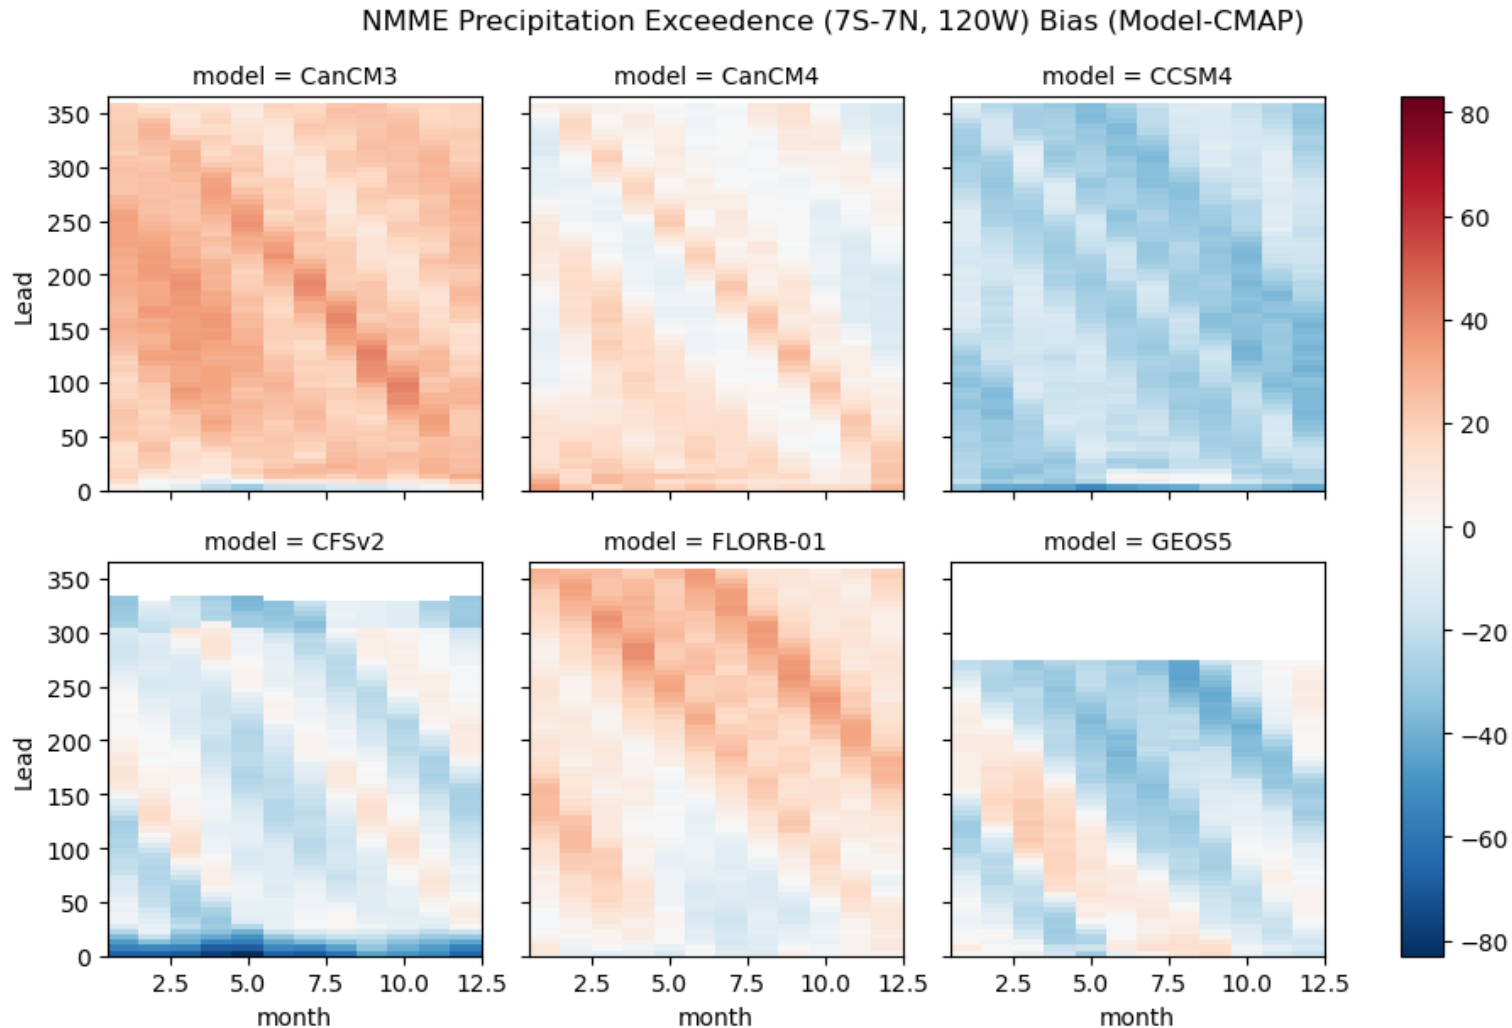 NMME Precipitation Exceedence (7S-7N, 120W) Bias (Model-CMAP)
model = CanCM3
model = CanCM4
model = CCSM4
350
300
250
200
150
100
50
0
Lead
80
60
40
20
0
−20
−40
−60
−80
model = CFSv2
model = FLORB-01
model = GEOS5
350
300
250
200
150
100
50
0
Lead
2.5 5.0 7.5 10.0 12.5
2.5 5.0 7.5 10.0 12.5
2.5 5.0 7.5 10.0 12.5
month
month
month